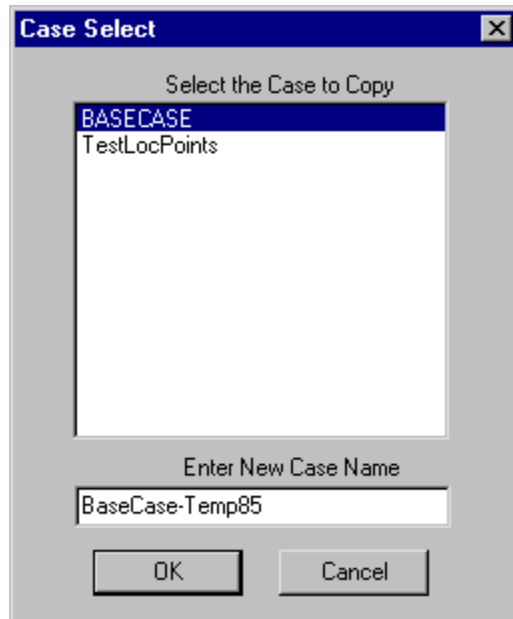 Case Select
Select the Case to Copy
BASECASE
TestLocPoints
Enter New Case Name
BaseCase-Temp85
OK
Cancel